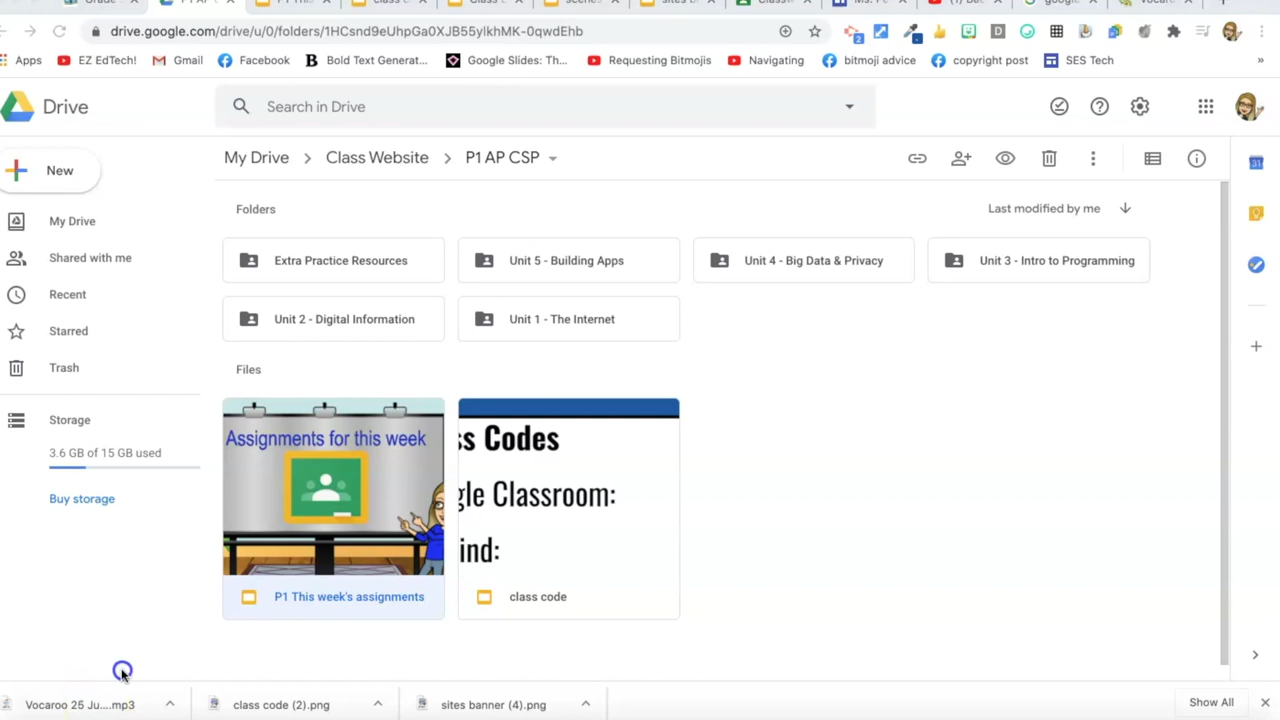 drive.google.com/drive/u/0/folders/1HCsnd9eUhpGa0XJB55ylkhMK-0qwdEhb
Apps
EZ EdTech!
Gmail
Facebook
Bold Text Generat...
Google Slides: Th...
Requesting Bitmojis
Navigating
bitmoji advice
copyright post
SES Tech
»
Drive
Search in Drive
My Drive > Class Website > P1 AP CSP
New
My Drive
Shared with me
Recent
Starred
Trash
Storage
3.6 GB of 15 GB used
Buy storage
Folders
Last modified by me
Extra Practice Resources
Unit 5 - Building Apps
Unit 4 - Big Data & Privacy
Unit 3 - Intro to Programming
Unit 2 - Digital Information
Unit 1 - The Internet
Files
Assignments for this week
P1 This week's assignments
ss Codes
gle Classroom:
ind:
class code
Vocaroo 25 Ju....mp3
class code (2).png
sites banner (4).png
Show All